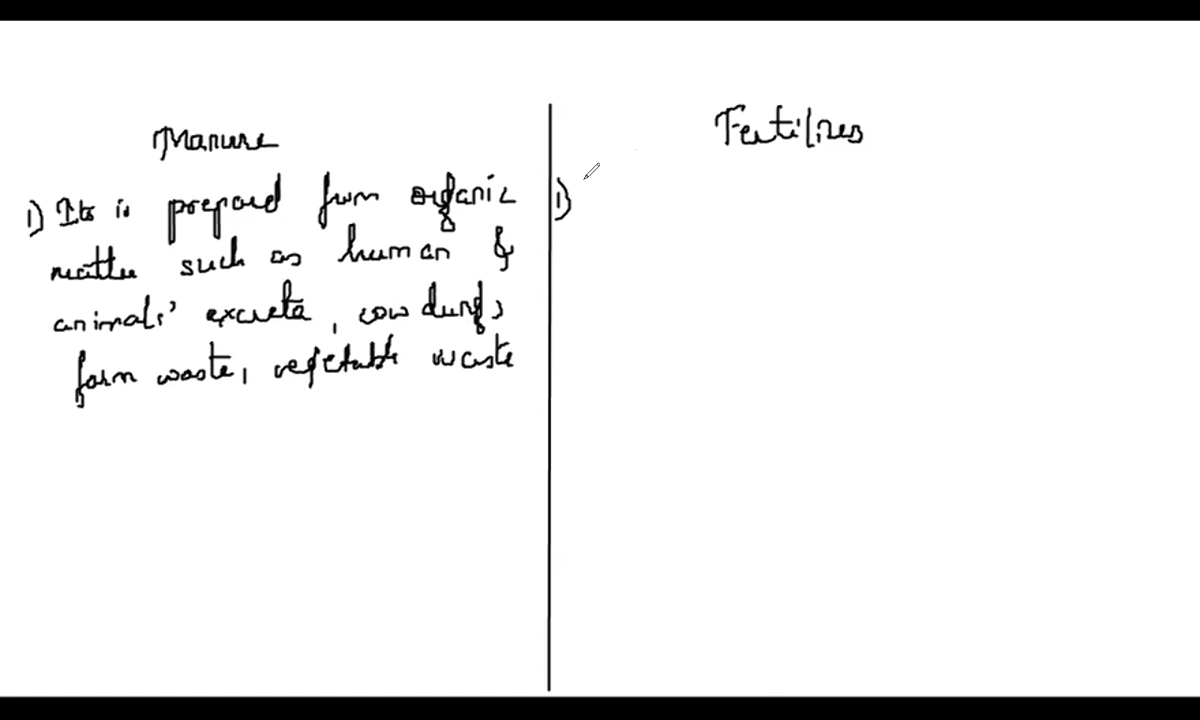 Manure
1) Its is prepared from organic
matter such as human &
animals' excreta, cow dung,
farm waste, vegetable waste
Fertilizes
1)